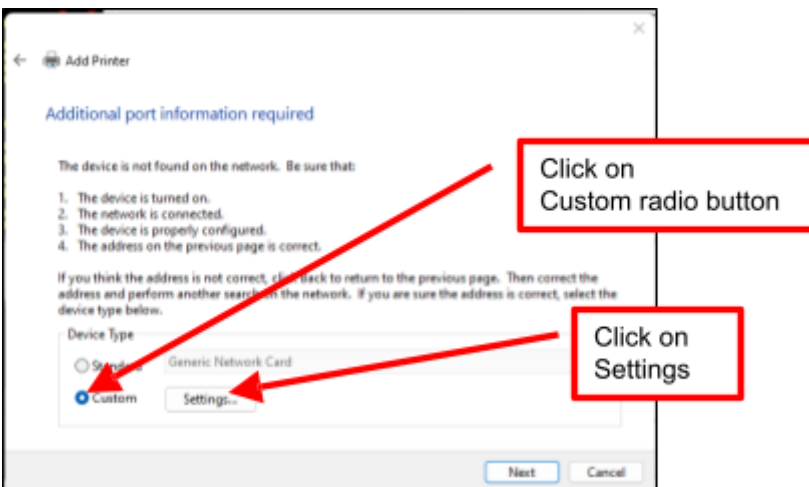 Add Printer
Additional port information required
The device is not found on the network. Be sure that:
1. The device is turned on.
2. The network is connected.
3. The device is properly configured.
4. The address on the previous page is correct.
If you think the address is not correct, click Back to return to the previous page. Then correct the
address and perform another search on the network. If you are sure the address is correct, select the
device type below.
Device Type
Standard
Generic Network Card
Custom
Settings...
Next
Cancel
Click on
Custom radio button
Click on
Settings